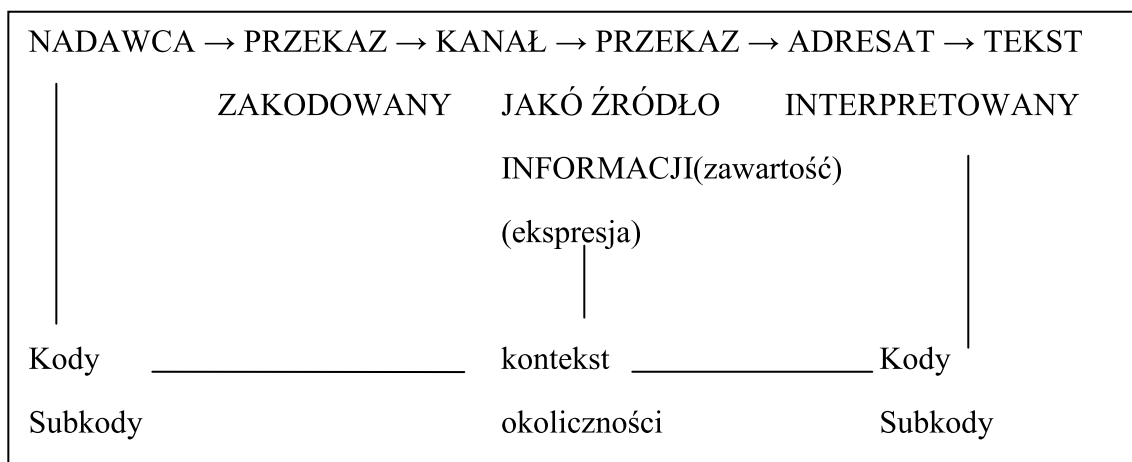 NADAWCA → PRZEKAZ → KANAŁ → PRZEKAZ → ADRESAT → TEKST
ZAKODOWANY JAKÓ ŹRÓDŁO INTERPRETOWANY
INFORMACJI(zawartość)
(ekspresja)
Kody kontekst Kody
Subkody okoliczności Subkody